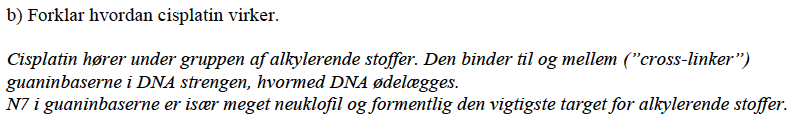 b) Forklar hvordan cisplatin virker.
Cisplatin hører under gruppen af alkylerende stoffer. Den binder til og mellem (”cross-linker”)
guaninbaserne i DNA strengen, hvormed DNA ødelægges.
N7 i guaninbaserne er især meget neuklofil og formentlig den vigtigste target for alkylerende stoffer.